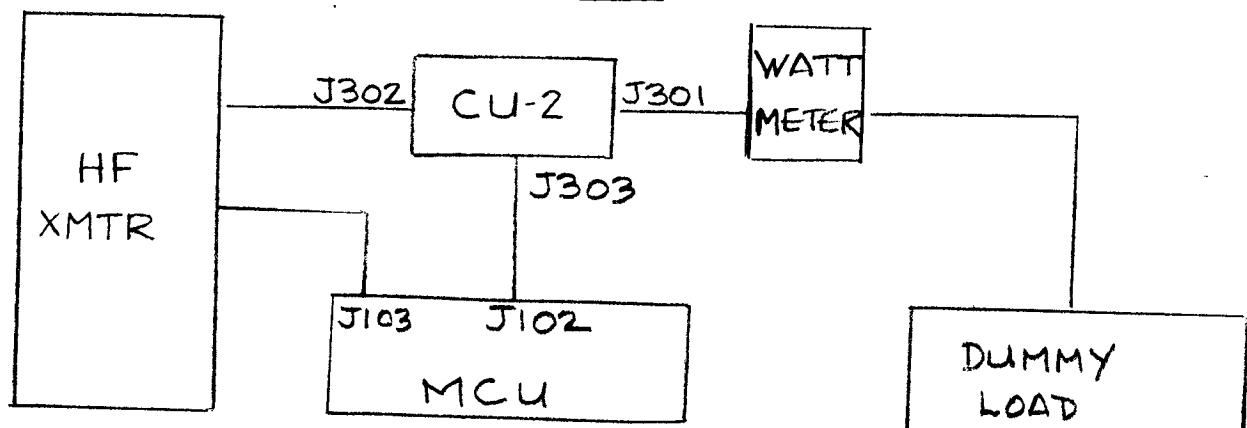 HF
XMTR
J302
CU-2
J301
WATT
METER
J303
J103 J102
MCU
DUMMY
LOAD